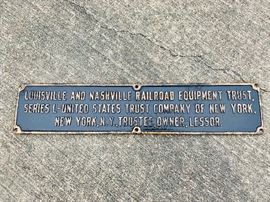 LOUISVILLE AND NASHVILLE RAILROAD EQUIPMENT TRUST,
SERIES L-UNITED STATES TRUST COMPANY OF NEW YORK,
NEW YORK, N.Y., TRUSTEE-OWNER, LESSOR.